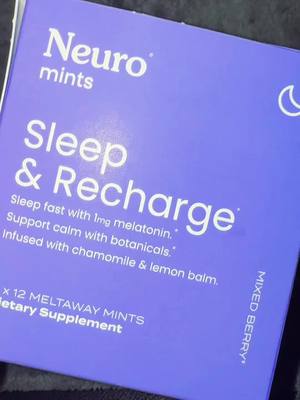 Neuro®
mints
Sleep
& Recharge*
Sleep fast with 1mg melatonin.*
Support calm with botanicals.*
Infused with chamomile & lemon balm.
x 12 MELTAWAY MINTS
etary Supplement
MIXED BERRY†